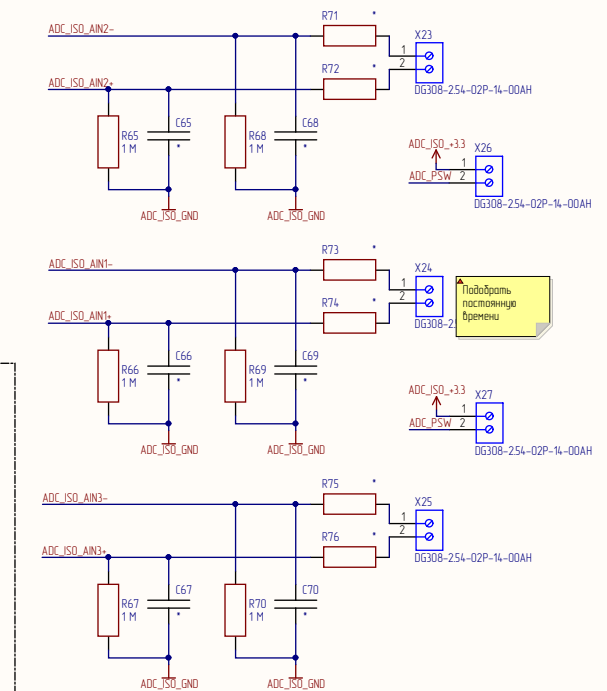 R71 *
ADC_ISO_AIN2-
X23
1
2
R72 *
ADC_ISO_AIN2+
DG308-2.54-02P-14-00AH
R65
1 M
C65
*
R68
1 M
C68
*
ADC_ISO_+3.3
X26
1
ADC_PSW 2
DG308-2.54-02P-14-00AH
ADC_ISO_GND
ADC_ISO_GND
R73 *
ADC_ISO_AIN1-
X24
1
2
R74 *
ADC_ISO_AIN1+
DG308-2.5
Подобрать
постоянную
времени
R66
1 M
C66
*
R69
1 M
C69
*
ADC_ISO_+3.3
X27
1
ADC_PSW 2
DG308-2.54-02P-14-00AH
ADC_ISO_GND
ADC_ISO_GND
R75 *
ADC_ISO_AIN3-
X25
1
2
R76 *
ADC_ISO_AIN3+
DG308-2.54-02P-14-00AH
R67
1 M
C67
*
R70
1 M
C70
*
ADC_ISO_GND
ADC_ISO_GND